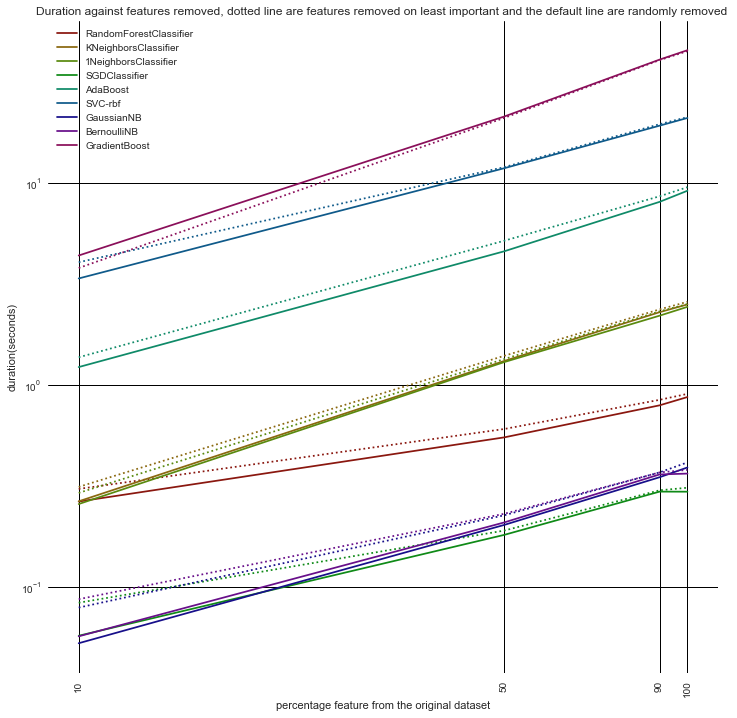 Duration against features removed, dotted line are features removed on least important and the default line are randomly removed
RandomForestClassifier
KNeighborsClassifier
1NeighborsClassifier
SGDClassifier
AdaBoost
SVC-rbf
GaussianNB
BernoulliNB
GradientBoost
duration(seconds)
10¹
10⁰
10⁻¹
10
50
90
100
percentage feature from the original dataset